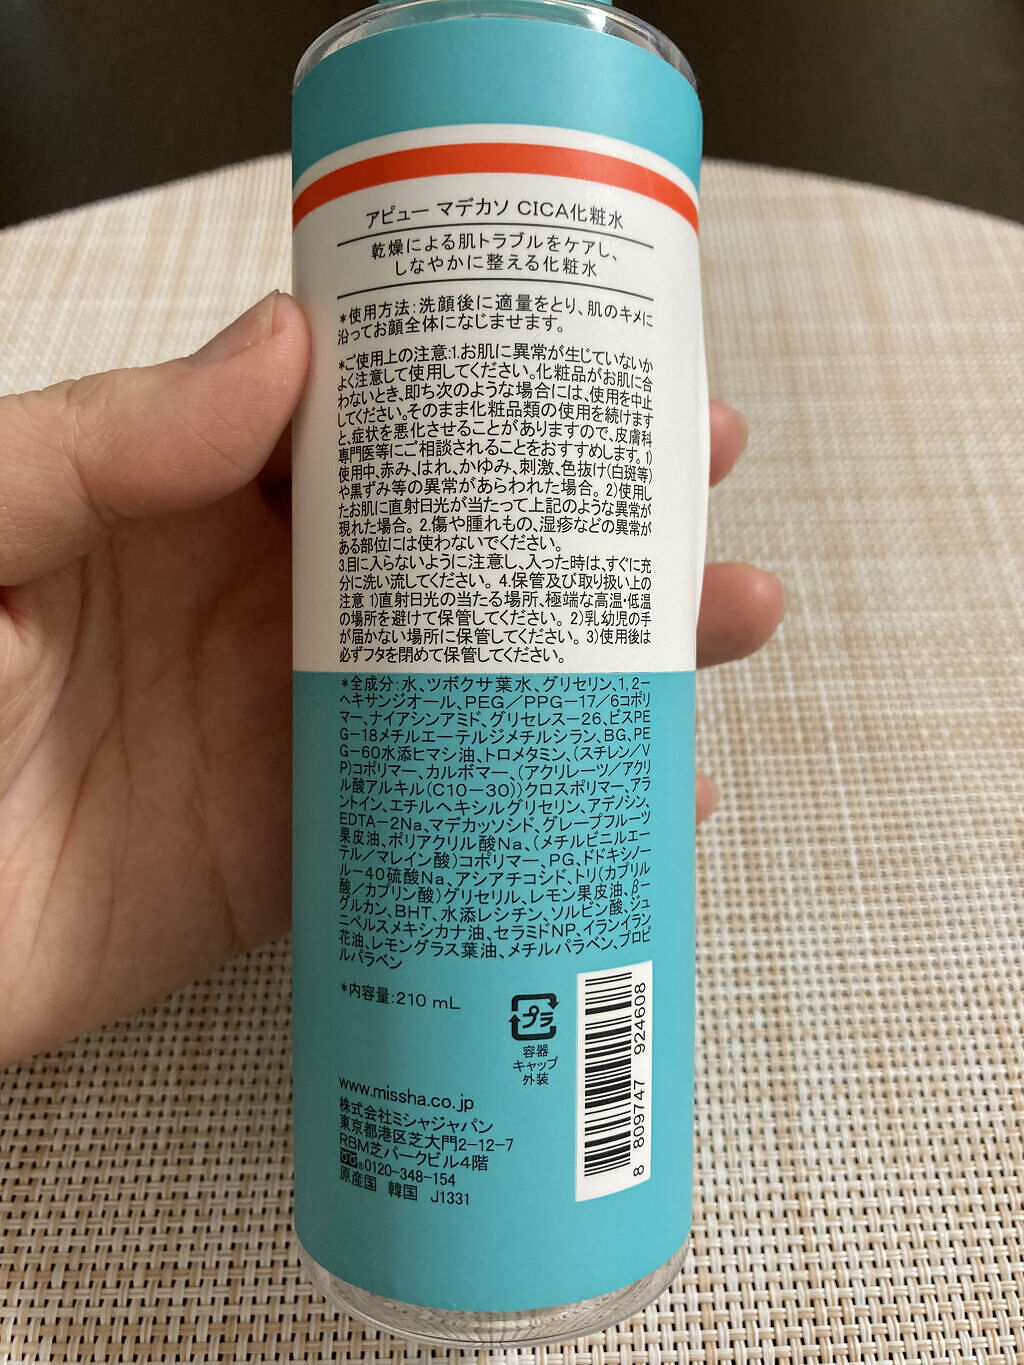 アピュー マデカソ CICA化粧水
乾燥による肌トラブルをケアし、
しなやかに整える化粧水
*使用方法:洗顔後に適量をとり、肌のキメに
沿ってお顔全体になじませます。
*ご使用上の注意:1.お肌に異常が生じていないか
よく注意して使用してください。化粧品がお肌に合
わないとき、即ち次のような場合には、使用を中止
してください。そのまま化粧品類の使用を続けます
と、症状を悪化させることがありますので、皮膚科
専門医等にご相談されることをおすすめします。1)
使用中、赤み、はれ、かゆみ、刺激、色抜け(白斑等)
や黒ずみ等の異常があらわれた場合。2)使用し
たお肌に直射日光が当たって上記のような異常が
現れた場合。2.傷や腫れもの、湿疹などの異常が
ある部位には使わないでください。
3.目に入らないように注意し、入った時は、すぐに充
分に洗い流してください。4.保管及び取り扱い上の
注意 1)直射日光の当たる場所、極端な高温・低温
の場所を避けて保管してください。2)乳幼児の手
が届かない場所に保管してください。3)使用後は
必ずフタを閉めて保管してください。
*全成分:水、ツボクサ葉水、グリセリン、1,2-
ヘキサンジオール、PEG/PPG-17/6コポリ
マー、ナイアシンアミド、グリセレス-26、ビスPE
G-18メチルエーテルジメチルシラン、BG、PE
G-60水添ヒマシ油、トロメタミン、(スチレン/V
P)コポリマー、カルボマー、(アクリレーツ/アクリ
ル酸アルキル(C10-30))クロスポリマー、アラ
ントイン、エチルヘキシルグリセリン、アデノシン、
EDTA-2Na、マデカッソシド、グレープフルーツ
果皮油、ポリアクリル酸Na、(メチルビニルエー
テル/マレイン酸)コポリマー、PG、ドドキシノー
ル-40硫酸Na、アシアチコシド、トリ(カプリル
酸/カプリン酸)グリセリル、レモン果皮油、β-
グルカン、BHT、水添レシチン、ソルビン酸、ジュ
ニペルスメキシカナ油、セラミドNP、イランイラン
花油、レモングラス葉油、メチルパラベン、プロピ
ルパラベン
*内容量:210 mL
プラ
容器
キャップ
外装
8 809747 924608
www.missha.co.jp
株式会社ミシャジャパン
東京都港区芝大門2-12-7
RBM芝パークビル4階
0120-348-154
原産国 韓国 J1331